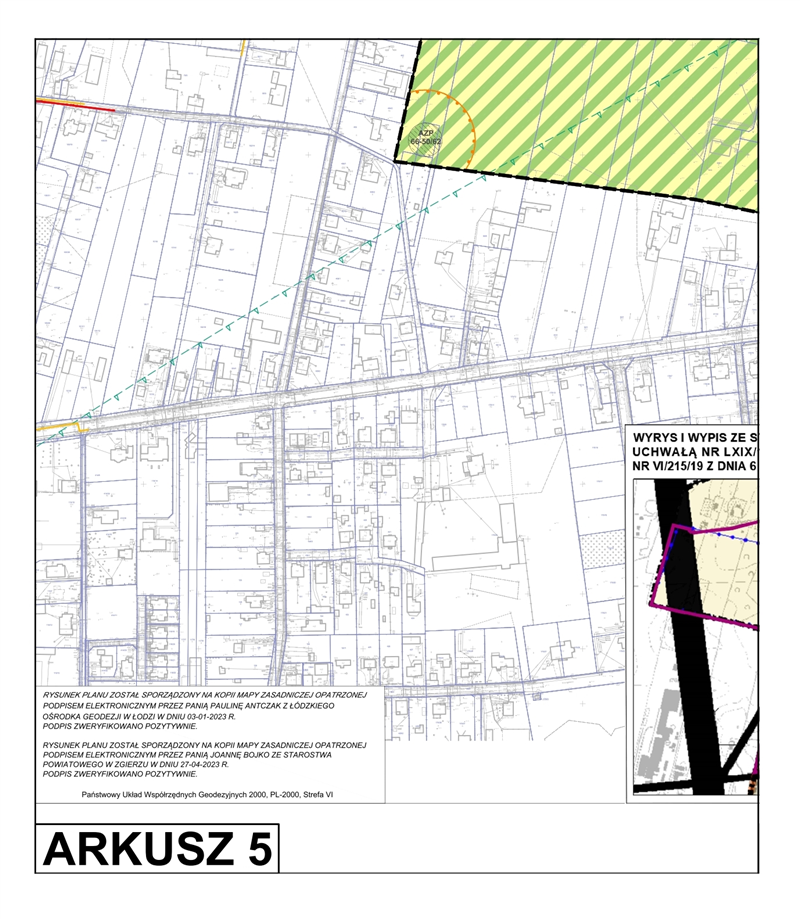 AZP
66-50/62
WYRYS I WYPIS ZE S
UCHWAŁĄ NR LXIX/
NR VI/215/19 Z DNIA 6
RYSUNEK PLANU ZOSTAŁ SPORZĄDZONY NA KOPII MAPY ZASADNICZEJ OPATRZONEJ
PODPISEM ELEKTRONICZNYM PRZEZ PANIĄ PAULINĘ ANTCZAK Z ŁÓDZKIEGO
OŚRODKA GEODEZJI W ŁODZI W DNIU 03-01-2023 R.
PODPIS ZWERYFIKOWANO POZYTYWNIE.
RYSUNEK PLANU ZOSTAŁ SPORZĄDZONY NA KOPII MAPY ZASADNICZEJ OPATRZONEJ
PODPISEM ELEKTRONICZNYM PRZEZ PANIĄ JOANNĘ BOJKO ZE STAROSTWA
POWIATOWEGO W ZGIERZU W DNIU 27-04-2023 R.
PODPIS ZWERYFIKOWANO POZYTYWNIE.
Państwowy Układ Współrzędnych Geodezyjnych 2000, PL-2000, Strefa VI
ARKUSZ 5